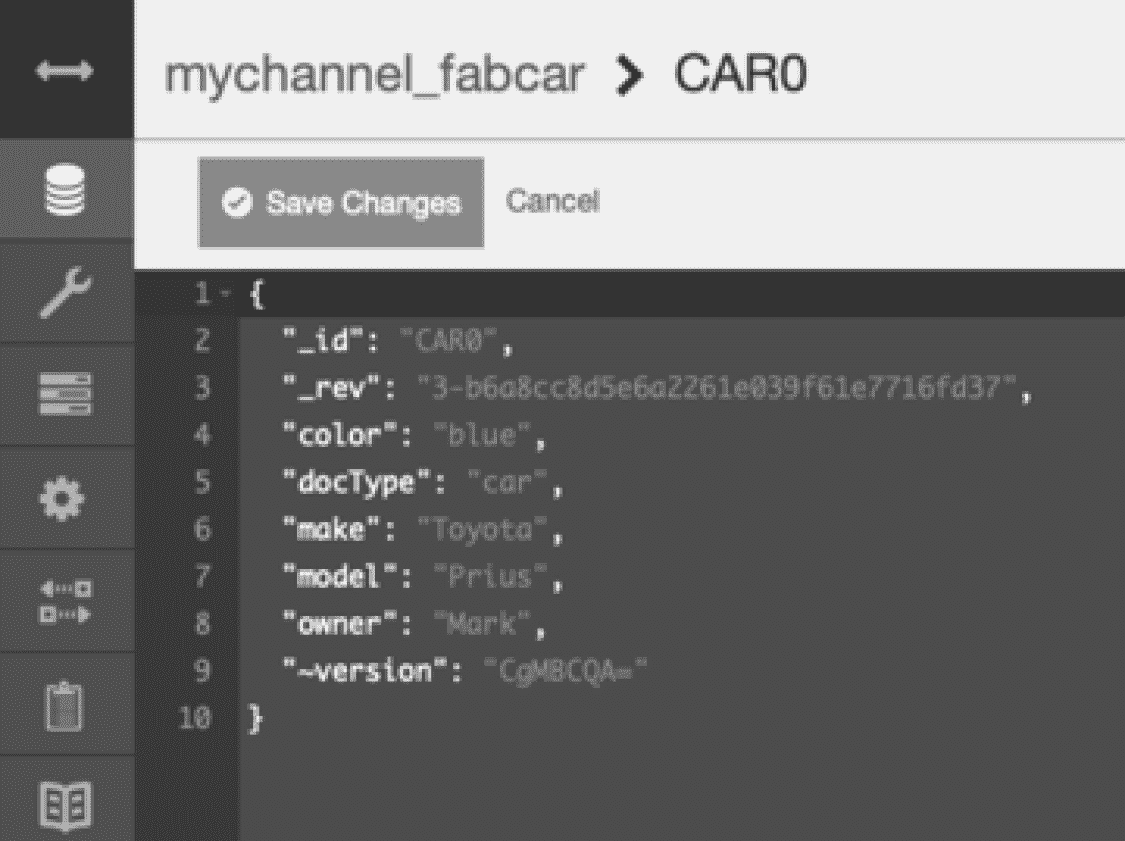 mychannel_fabcar > CAR0
Save Changes Cancel
1 {
2 "_id": "CAR0",
3 "_rev": "3-b6a8cc8d5e6a2261e039f61e7716fd37",
4 "color": "blue",
5 "docType": "car",
6 "make": "Toyota",
7 "model": "Prius",
8 "owner": "Mark",
9 "~version": "CgMBCQA="
10 }